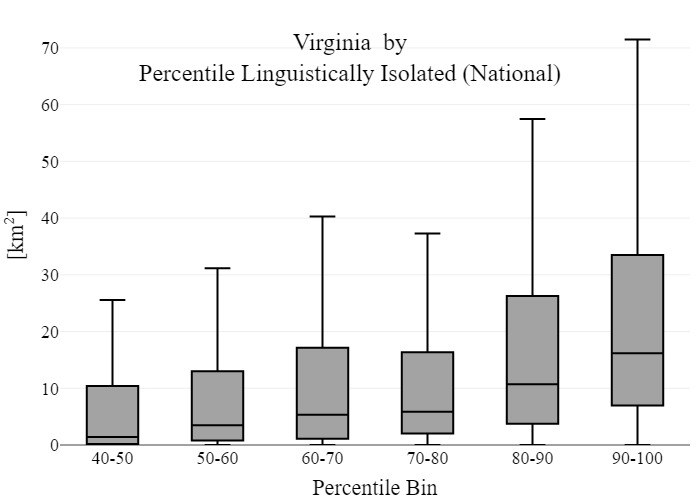 Virginia  by
Percentile Linguistically Isolated (National)
70
60
50
40
30
20
10
0
[km²]
40-50 50-60 60-70 70-80 80-90 90-100
Percentile Bin